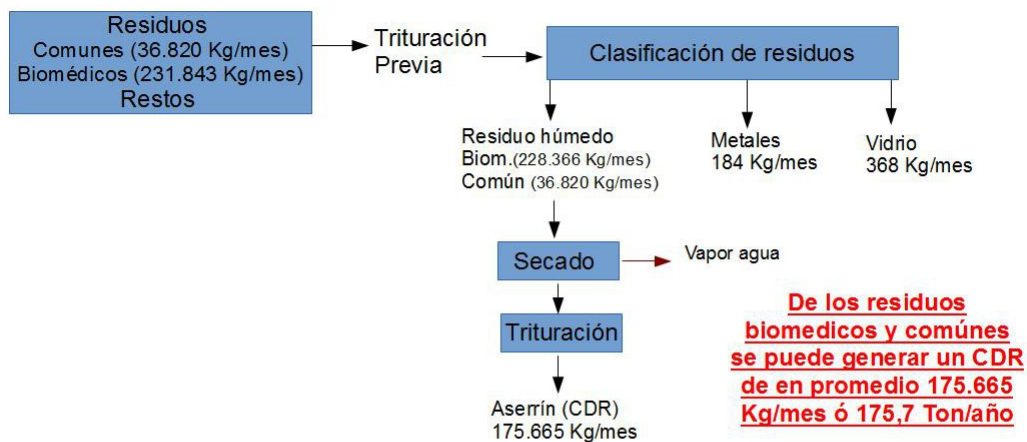 Residuos
Comunes (36.820 Kg/mes)
Biomédicos (231.843 Kg/mes)
Restos
Trituración
Previa
Clasificación de residuos
Residuo húmedo
Biom.(228.366 Kg/mes)
Común (36.820 Kg/mes)
Metales
184 Kg/mes
Vidrio
368 Kg/mes
Secado
Vapor agua
Trituración
Aserrín (CDR)
175.665 Kg/mes
De los residuos
biomedicos y comúnes
se puede generar un CDR
de en promedio 175.665
Kg/mes ó 175,7 Ton/año